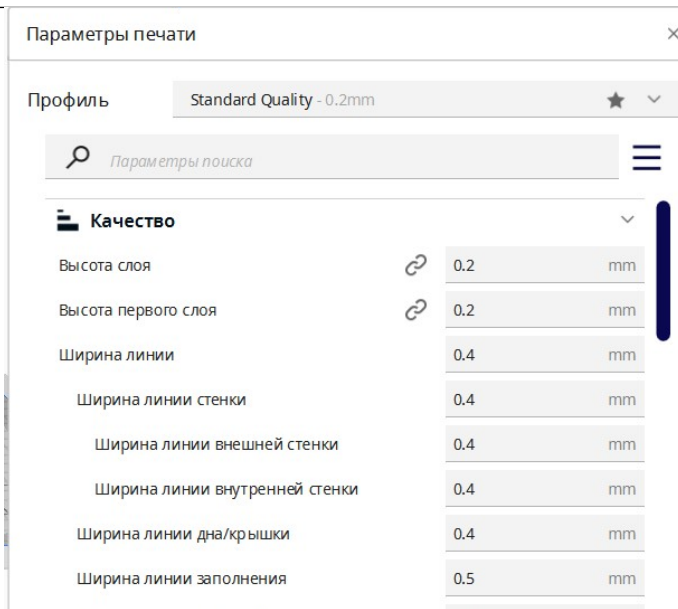 Параметры печати
Профиль Standard Quality - 0.2mm
Параметры поиска
Качество
Высота слоя 0.2 mm
Высота первого слоя 0.2 mm
Ширина линии 0.4 mm
Ширина линии стенки 0.4 mm
Ширина линии внешней стенки 0.4 mm
Ширина линии внутренней стенки 0.4 mm
Ширина линии дна/крышки 0.4 mm
Ширина линии заполнения 0.5 mm